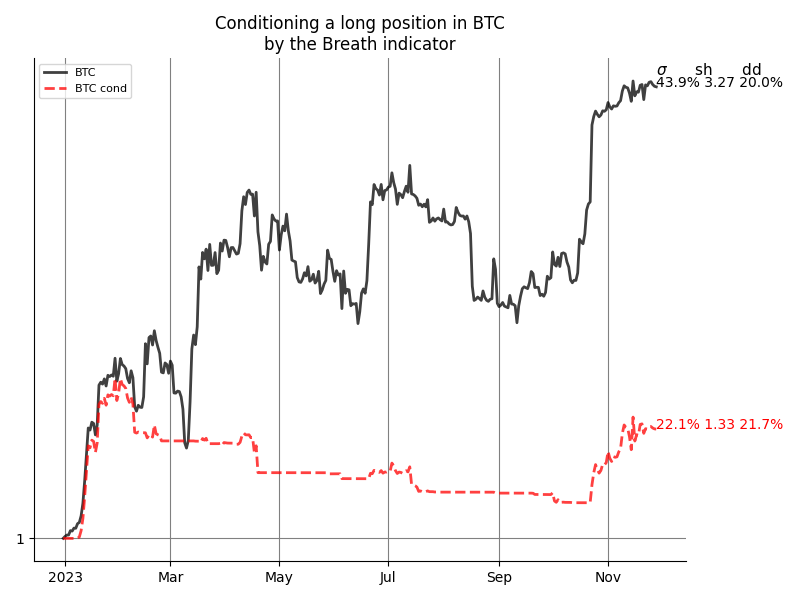 Conditioning a long position in BTC
by the Breath indicator
BTC
BTC cond
σ sh dd
43.9% 3.27 20.0%
22.1% 1.33 21.7%
1
2023 Mar May Jul Sep Nov